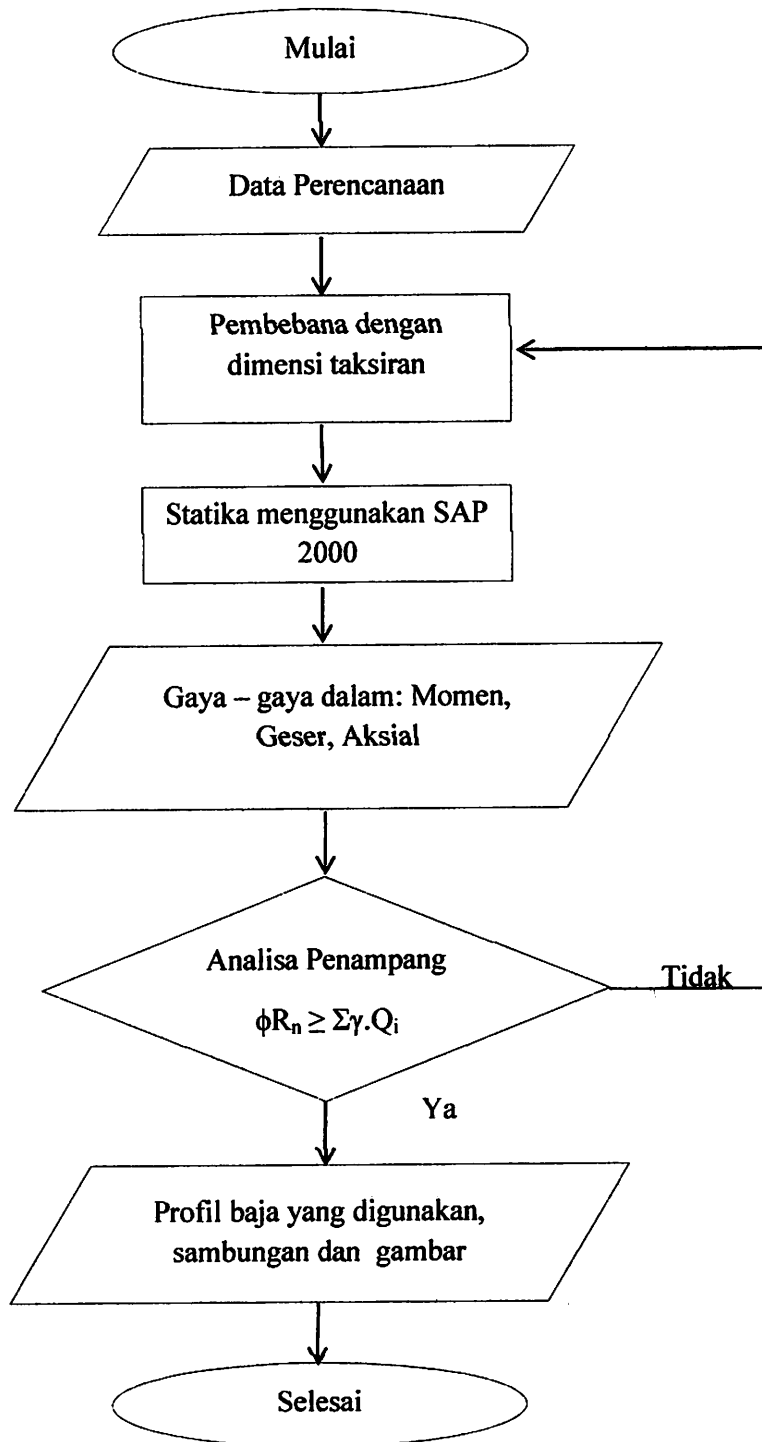 Mulai
Data Perencanaan
Pembebana dengan
dimensi taksiran
Statika menggunakan SAP
2000
Gaya – gaya dalam: Momen,
Geser, Aksial
Analisa Penampang
Tidak
ϕRₙ ≥ Σγ.Qᵢ
Ya
Profil baja yang digunakan,
sambungan dan gambar
Selesai